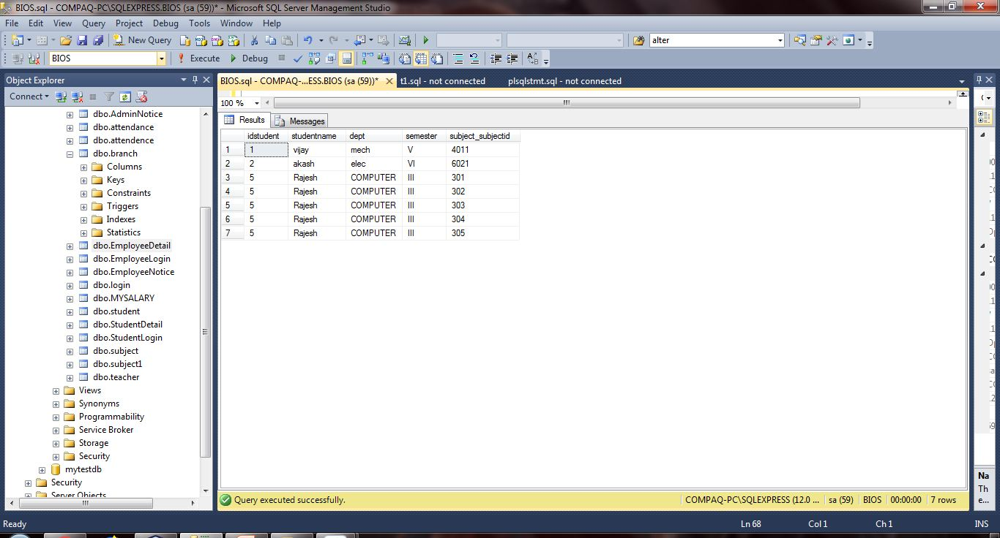 BIOS.sql - COMPAQ-PC\SQLEXPRESS.BIOS (sa (59))* - Microsoft SQL Server Management Studio
File Edit View Query Project Debug Tools Window Help
New Query alter
BIOS Execute Debug
Object Explorer
Connect
dbo.AdminNotice
dbo.attendance
dbo.attendence
dbo.branch
Columns
Keys
Constraints
Triggers
Indexes
Statistics
dbo.EmployeeDetail
dbo.EmployeeLogin
dbo.EmployeeNotice
dbo.login
dbo.MYSALARY
dbo.student
dbo.StudentDetail
dbo.StudentLogin
dbo.subject
dbo.subject1
dbo.teacher
Views
Synonyms
Programmability
Service Broker
Storage
Security
mytestdb
Security
Server Objects
BIOS.sql - COMPAQ-...ESS.BIOS (sa (59))* t1.sql - not connected plsqlstmt.sql - not connected
100 %
Results Messages
idstudent studentname dept semester subject_subjectid
1 1 vijay mech V 4011
2 2 akash elec VI 6021
3 5 Rajesh COMPUTER III 301
4 5 Rajesh COMPUTER III 302
5 5 Rajesh COMPUTER III 303
6 5 Rajesh COMPUTER III 304
7 5 Rajesh COMPUTER III 305
Query executed successfully. COMPAQ-PC\SQLEXPRESS (12.0 ... sa (59) BIOS 00:00:00 7 rows
Na
Th
e...
Ready Ln 68 Col 1 Ch 1 INS